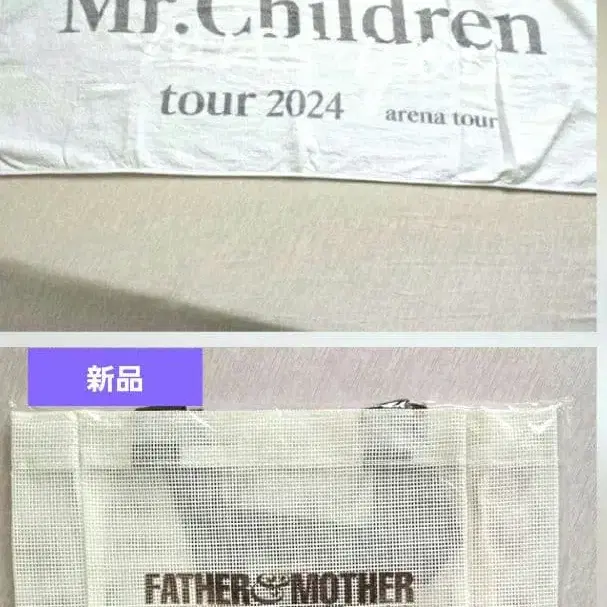 Mr.Children
tour 2024 arena tour
新品
FATHER&MOTHER